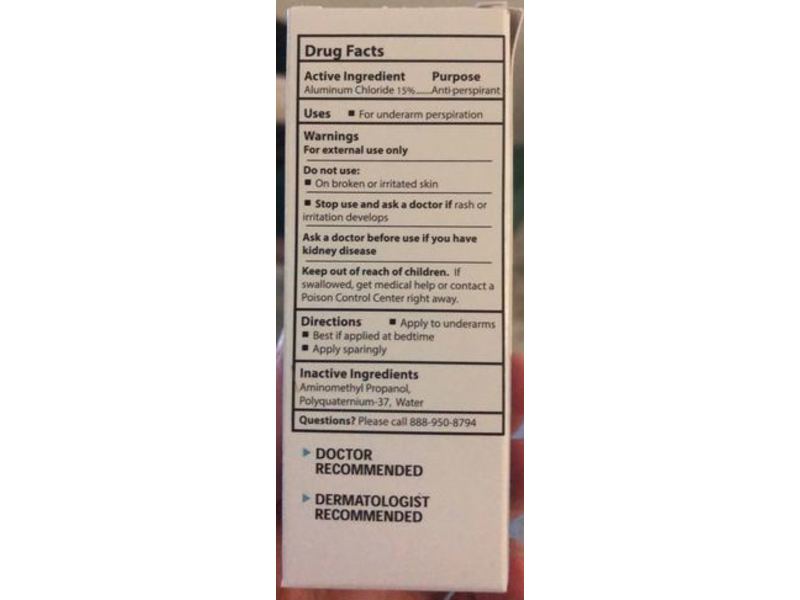 Drug Facts
Active Ingredient Purpose
Aluminum Chloride 15%......Anti-perspirant
Uses ■ For underarm perspiration
Warnings
For external use only
Do not use:
■ On broken or irritated skin
■ Stop use and ask a doctor if rash or
irritation develops
Ask a doctor before use if you have
kidney disease
Keep out of reach of children. If
swallowed, get medical help or contact a
Poison Control Center right away.
Directions ■ Apply to underarms
■ Best if applied at bedtime
■ Apply sparingly
Inactive Ingredients
Aminomethyl Propanol,
Polyquaternium-37, Water
Questions? Please call 888-950-8794
DOCTOR
RECOMMENDED
DERMATOLOGIST
RECOMMENDED